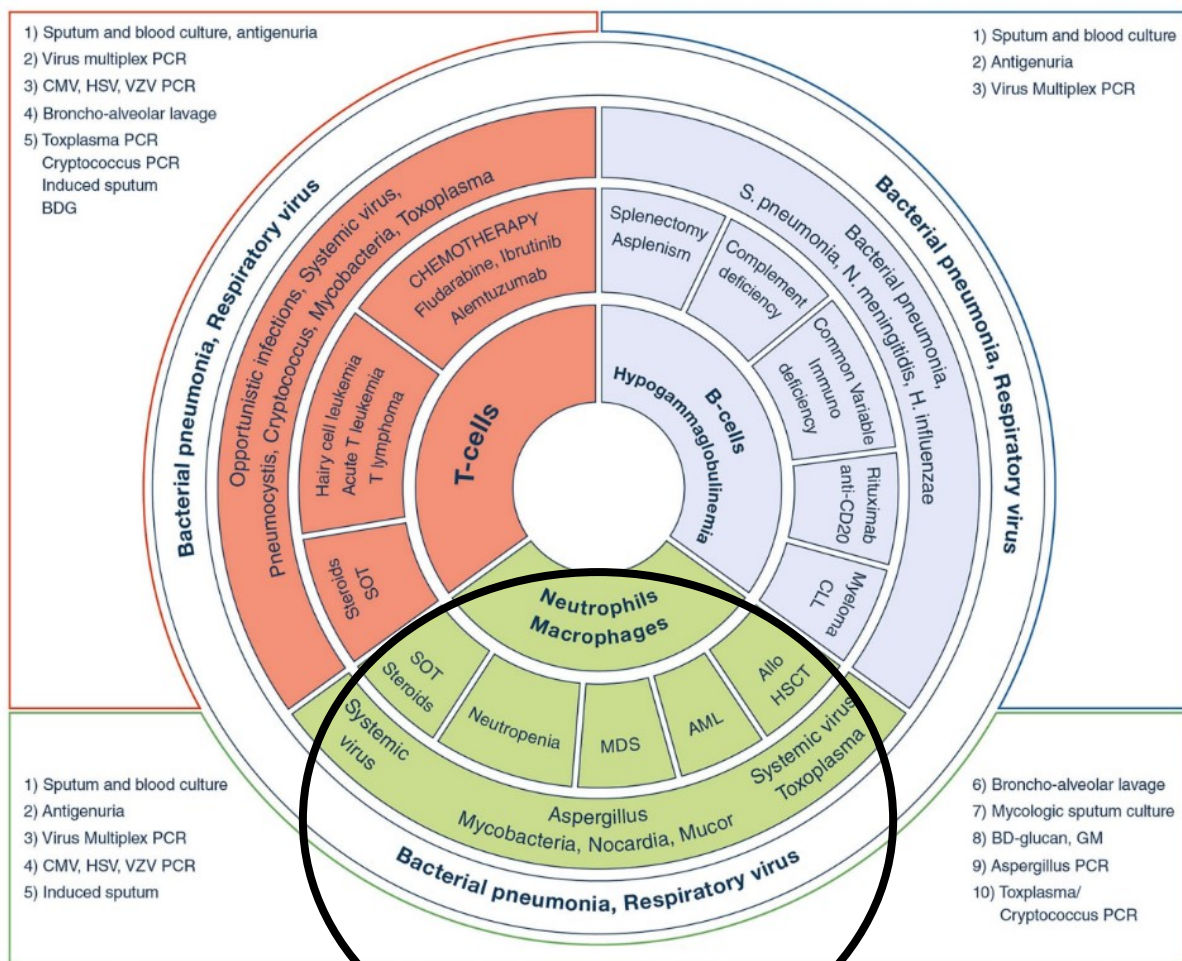 1) Sputum and blood culture, antigenuria
2) Virus multiplex PCR
3) CMV, HSV, VZV PCR
4) Broncho-alveolar lavage
5) Toxplasma PCR
Cryptococcus PCR
Induced sputum
BDG
1) Sputum and blood culture
2) Antigenuria
3) Virus Multiplex PCR
Bacterial pneumonia, Respiratory virus
Opportunistic infections, Systemic virus,
Pneumocystis, Cryptococcus, Mycobacteria, Toxoplasma
CHEMOTHERAPY
Fludarabine, Ibrutinib
Alemtuzumab
Hairy cell leukemia
Acute T leukemia
T lymphoma
SOT
Steroids
T-cells
Bacterial pneumonia, Respiratory virus
Bacterial pneumonia,
S. pneumonia, N. meningitidis, H. influenzae
Splenectomy
Asplenism
Complement
deficiency
Common Variable
Immuno
deficiency
Rituximab
anti-CD20
Myeloma
CLL
B-cells
Hypogammaglobulinemia
Neutrophils
Macrophages
SOT
Steroids
Neutropenia
MDS
AML
Allo
HSCT
Systemic
virus
Aspergillus
Mycobacteria, Nocardia, Mucor
Systemic virus
Toxoplasma
Bacterial pneumonia, Respiratory virus
1) Sputum and blood culture
2) Antigenuria
3) Virus Multiplex PCR
4) CMV, HSV, VZV PCR
5) Induced sputum
6) Broncho-alveolar lavage
7) Mycologic sputum culture
8) BD-glucan, GM
9) Aspergillus PCR
10) Toxplasma/
Cryptococcus PCR